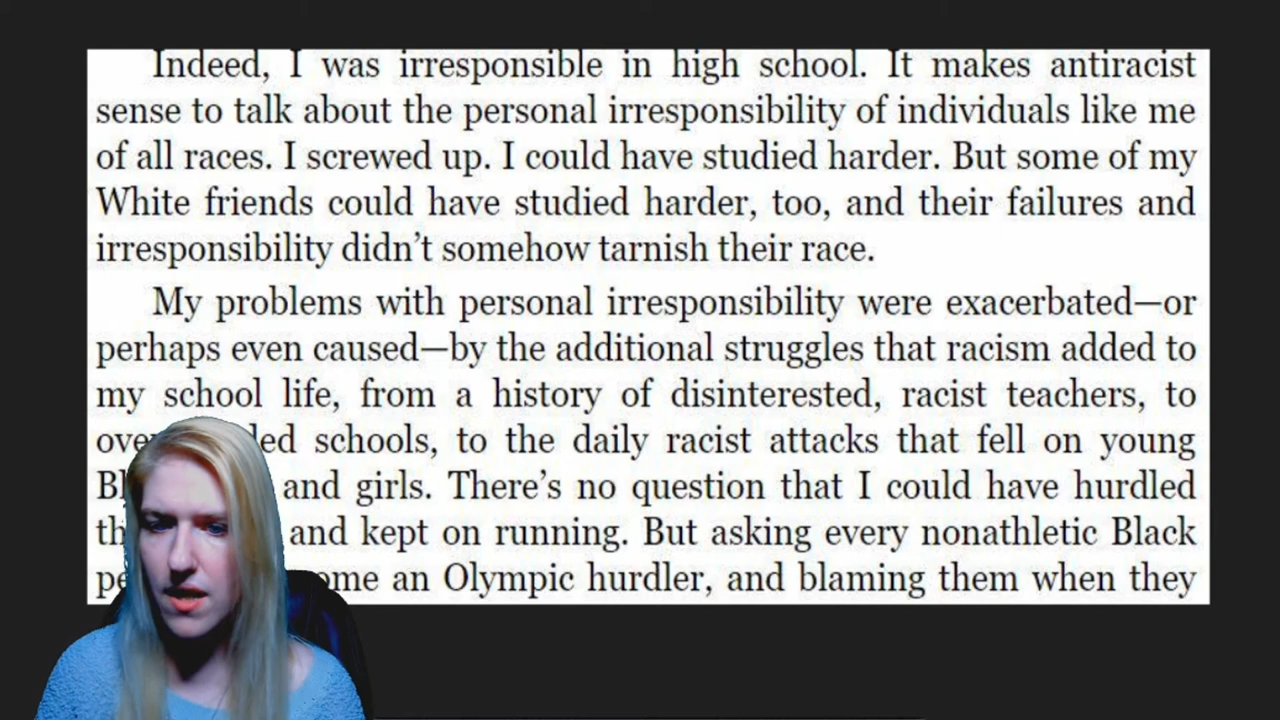 Indeed, I was irresponsible in high school. It makes antiracist
sense to talk about the personal irresponsibility of individuals like me
of all races. I screwed up. I could have studied harder. But some of my
White friends could have studied harder, too, and their failures and
irresponsibility didn’t somehow tarnish their race.
My problems with personal irresponsibility were exacerbated—or
perhaps even caused—by the additional struggles that racism added to
my school life, from a history of disinterested, racist teachers, to
schools, to the daily racist attacks that fell on young
and girls. There’s no question that I could have hurdled
and kept on running. But asking every nonathletic Black
an Olympic hurdler, and blaming them when they